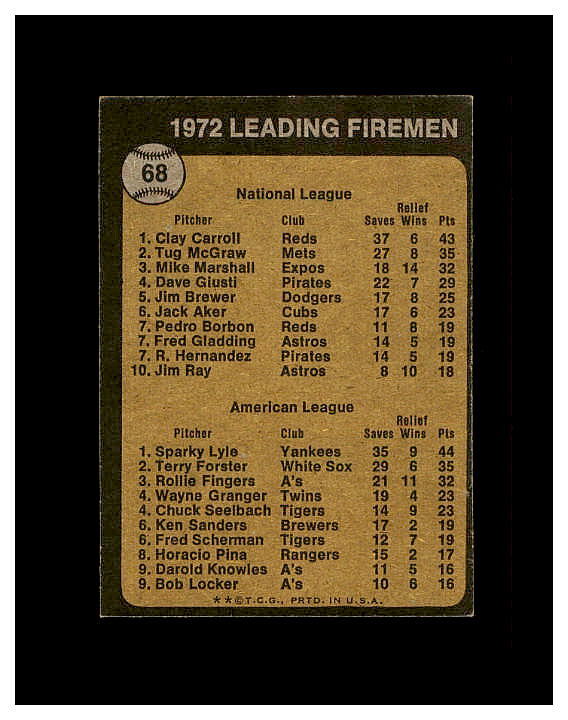 1972 LEADING FIREMEN
68
National League
Relief
Pitcher Club Saves Wins Pts
1. Clay Carroll Reds 37 6 43
2. Tug McGraw Mets 27 8 35
3. Mike Marshall Expos 18 14 32
4. Dave Giusti Pirates 22 7 29
5. Jim Brewer Dodgers 17 8 25
6. Jack Aker Cubs 17 6 23
7. Pedro Borbon Reds 11 8 19
7. Fred Gladding Astros 14 5 19
7. R. Hernandez Pirates 14 5 19
10. Jim Ray Astros 8 10 18
American League
Relief
Pitcher Club Saves Wins Pts
1. Sparky Lyle Yankees 35 9 44
2. Terry Forster White Sox 29 6 35
3. Rollie Fingers A's 21 11 32
4. Wayne Granger Twins 19 4 23
4. Chuck Seelbach Tigers 14 9 23
6. Ken Sanders Brewers 17 2 19
6. Fred Scherman Tigers 12 7 19
8. Horacio Pina Rangers 15 2 17
9. Darold Knowles A's 11 5 16
9. Bob Locker A's 10 6 16
**©T.C.G., PRTD. IN U.S.A.